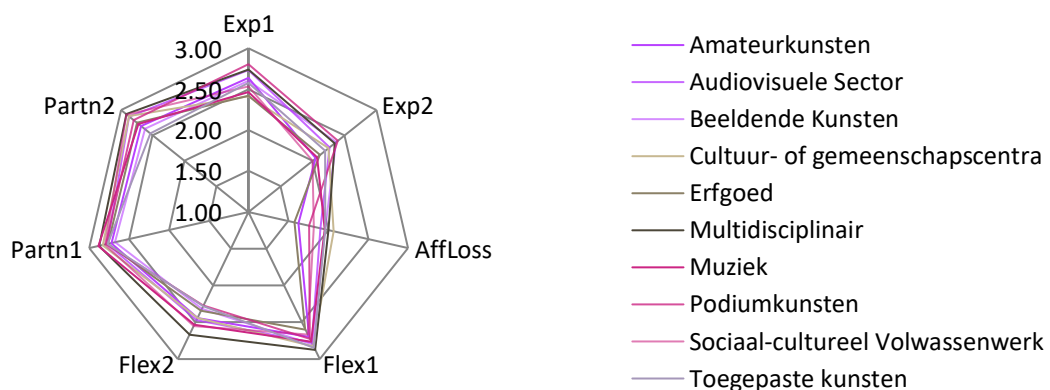 Exp1
3.00
2.50
2.00
1.50
1.00
Exp2
AffLoss
Flex1
Flex2
Partn1
Partn2
Amateurkunsten
Audiovisuele Sector
Beeldende Kunsten
Cultuur- of gemeenschapscentra
Erfgoed
Multidisciplinair
Muziek
Podiumkunsten
Sociaal-cultureel Volwassenwerk
Toegepaste kunsten